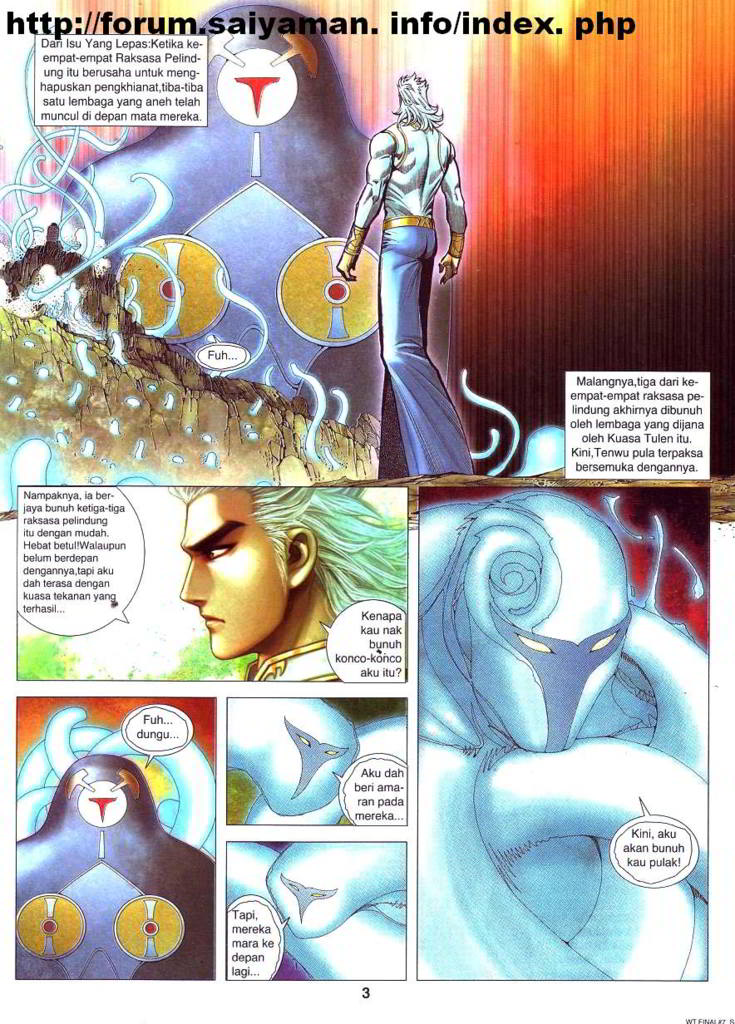 http://forum.saiyaman. info/index. php
Dari Isu Yang Lepas:Ketika ke-
empat-empat Raksasa Pelind-
ung itu berusaha untuk meng-
hapuskan pengkhianat,tiba-tiba
satu lembaga yang aneh telah
muncul di depan mata mereka.
Fuh...
Malangnya,tiga dari ke-
empat-empat raksasa pe-
lindung akhirnya dibunuh
oleh lembaga yang dijana
oleh Kuasa Tulen itu.
Kini,Tenwu pula terpaksa
bersemuka dengannya.
Nampaknya, ia ber-
jaya bunuh ketiga-tiga
raksasa pelindung
itu dengan mudah.
Hebat betul!Walaupun
belum berdepan
dengannya,tapi aku
dah terasa dengan
kuasa tekanan yang
terhasil...
Kenapa
kau nak
bunuh
konco-konco
aku itu?
Fuh...
dungu...
Aku dah
beri ama-
ran pada
mereka...
Tapi,
mereka
mara ke
depan
lagi...
Kini, aku
akan bunuh
kau pulak!
3